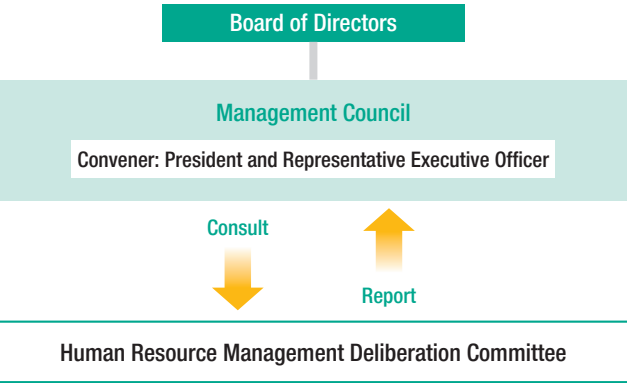 Board of Directors
Management Council
Convener: President and Representative Executive Officer
Consult
Report
Human Resource Management Deliberation Committee